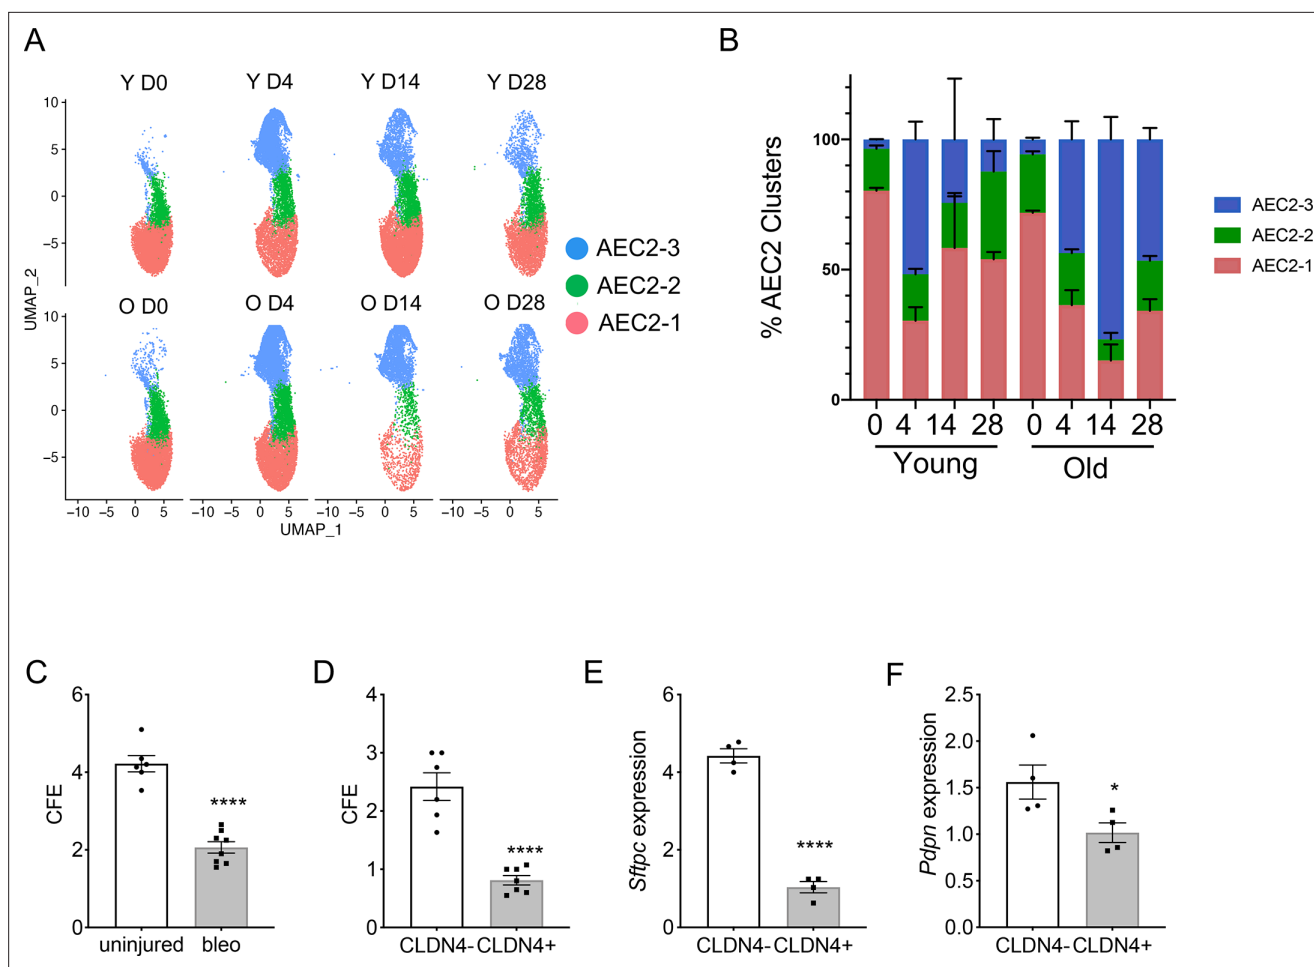 A
Y D0 Y D4 Y D14 Y D28
10
5
0
−5
O D0 O D4 O D14 O D28
5
0
−5
UMAP_2
−10 −5 0 5 −10 −5 0 5 −10 −5 0 5 −10 −5 0 5
UMAP_1
AEC2-3
AEC2-2
AEC2-1
B
% AEC2 Clusters
100
50
0
0 4 14 28 0 4 14 28
Young Old
AEC2-3
AEC2-2
AEC2-1
C
CFE
6
4
2
0
****
uninjured bleo
D
CFE
4
3
2
1
0
****
CLDN4- CLDN4+
E
Sftpc expression
6
4
2
0
****
CLDN4- CLDN4+
F
Pdpn expression
2.5
2.0
1.5
1.0
0.5
0.0
*
CLDN4- CLDN4+